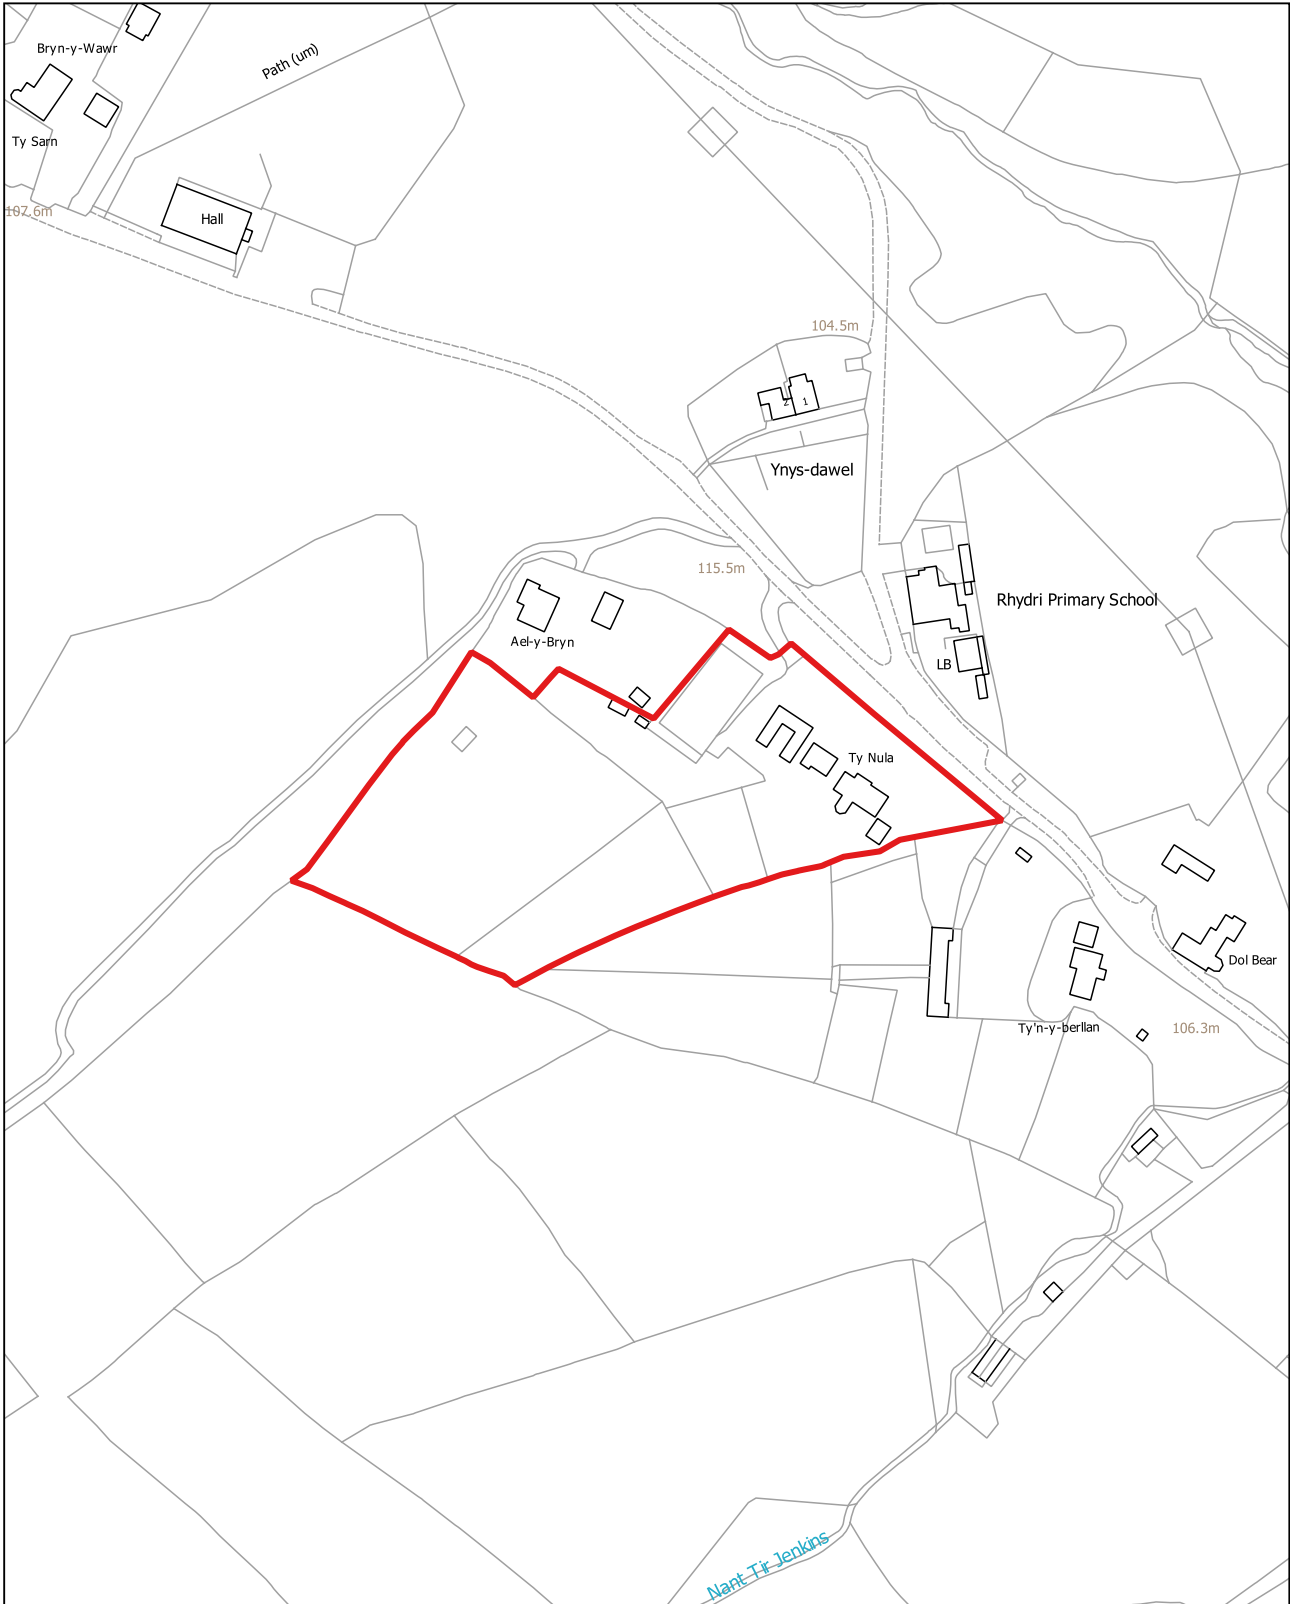 Bryn-y-Wawr
Path (um)
Ty Sarn
107.6m
Hall
104.5m
2
1
Ynys-dawel
115.5m
Rhydri Primary School
Ael-y-Bryn
LB
Ty Nula
Dol Bear
Ty'n-y-berllan
106.3m
Nant Tir Jenkins